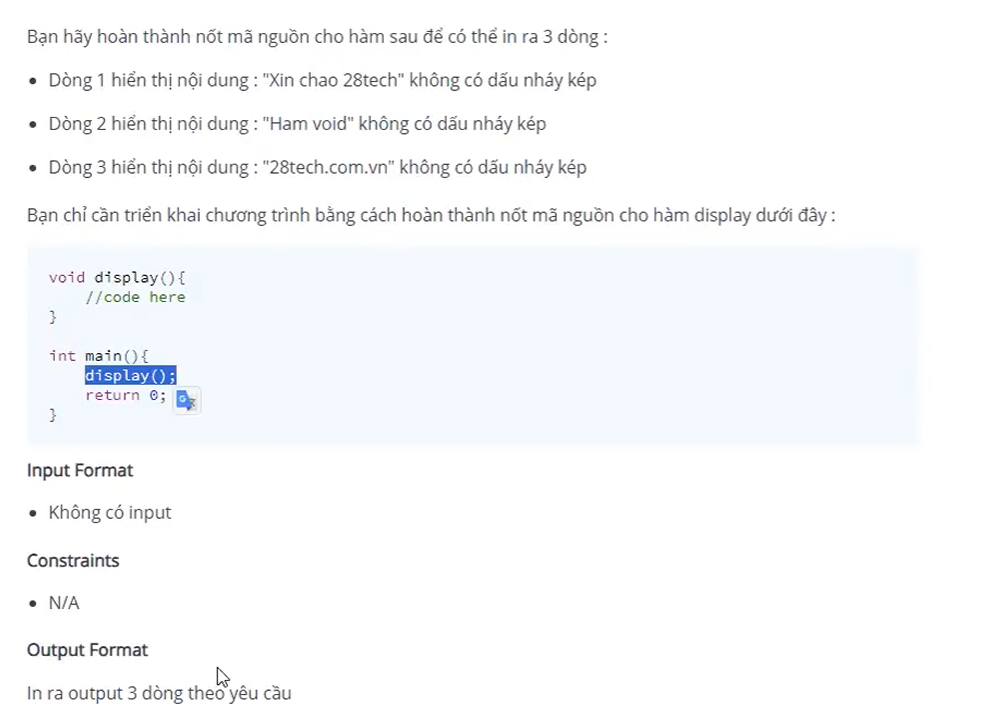 Bạn hãy hoàn thành nốt mã nguồn cho hàm sau để có thể in ra 3 dòng :
• Dòng 1 hiển thị nội dung : "Xin chao 28tech" không có dấu nháy kép
• Dòng 2 hiển thị nội dung : "Ham void" không có dấu nháy kép
• Dòng 3 hiển thị nội dung : "28tech.com.vn" không có dấu nháy kép
Bạn chỉ cần triển khai chương trình bằng cách hoàn thành nốt mã nguồn cho hàm display dưới đây :
void display(){
    //code here
}
int main(){
    display();
    return 0;
}
Input Format
• Không có input
Constraints
• N/A
Output Format
In ra output 3 dòng theo yêu cầu